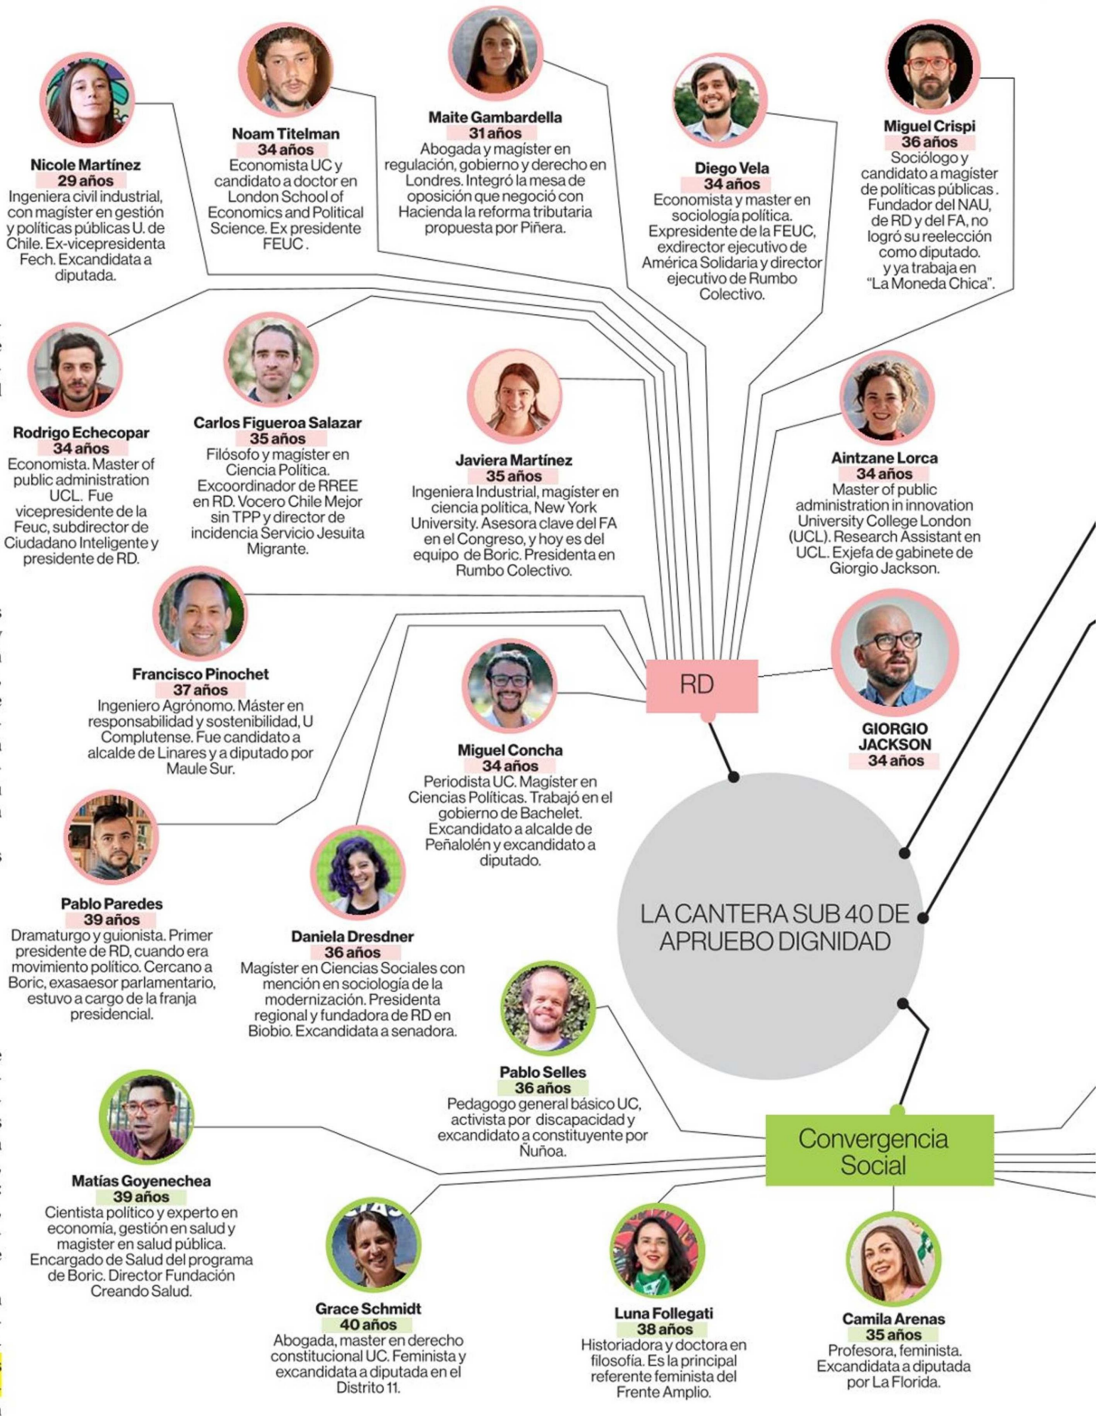 Nicole Martínez
29 años
Ingeniera civil industrial,
con magíster en gestión
y políticas públicas U. de
Chile. Ex-vicepresidenta
Fech. Excandidata a
diputada.
Noam Titelman
34 años
Economista UC y
candidato a doctor en
London School of
Economics and Political
Science. Ex presidente
FEUC .
Maite Gambardella
31 años
Abogada y magíster en
regulación, gobierno y derecho en
Londres. Integró la mesa de
oposición que negoció con
Hacienda la reforma tributaria
propuesta por Piñera.
Diego Vela
34 años
Economista y master en
sociología política.
Expresidente de la FEUC,
exdirector ejecutivo de
América Solidaria y director
ejecutivo de Rumbo
Colectivo.
Miguel Crispi
36 años
Sociólogo y
candidato a magíster
de políticas públicas .
Fundador del NAU,
de RD y del FA, no
logró su reelección
como diputado.
y ya trabaja en
“La Moneda Chica”.
Rodrigo Echecopar
34 años
Economista. Master of
public administration
UCL. Fue
vicepresidente de la
Feuc, subdirector de
Ciudadano Inteligente y
presidente de RD.
Carlos Figueroa Salazar
35 años
Filósofo y magíster en
Ciencia Política.
Excoordinador de RREE
en RD. Vocero Chile Mejor
sin TPP y director de
incidencia Servicio Jesuita
Migrante.
Javiera Martínez
35 años
Ingeniera Industrial, magíster en
ciencia política, New York
University. Asesora clave del FA
en el Congreso, y hoy es del
equipo de Boric. Presidenta en
Rumbo Colectivo.
Aintzane Lorca
34 años
Master of public
administration in innovation
University College London
(UCL). Research Assistant en
UCL. Exjefa de gabinete de
Giorgio Jackson.
Francisco Pinochet
37 años
Ingeniero Agrónomo. Máster en
responsabilidad y sostenibilidad, U
Complutense. Fue candidato a
alcalde de Linares y a diputado por
Maule Sur.
Miguel Concha
34 años
Periodista UC. Magíster en
Ciencias Políticas. Trabajó en el
gobierno de Bachelet.
Excandidato a alcalde de
Peñalolén y excandidato a
diputado.
RD
GIORGIO
JACKSON
34 años
Pablo Paredes
39 años
Dramaturgo y guionista. Primer
presidente de RD, cuando era
movimiento político. Cercano a
Boric, exasaesor parlamentario,
estuvo a cargo de la franja
presidencial.
Daniela Dresdner
36 años
Magíster en Ciencias Sociales con
mención en sociología de la
modernización. Presidenta
regional y fundadora de RD en
Biobio. Excandidata a senadora.
LA CANTERA SUB 40 DE
APRUEBO DIGNIDAD
Pablo Selles
36 años
Pedagogo general básico UC,
activista por discapacidad y
excandidato a constituyente por
Ñuñoa.
Convergencia
Social
Matías Goyenechea
39 años
Cientista político y experto en
economía, gestión en salud y
magister en salud pública.
Encargado de Salud del programa
de Boric. Director Fundación
Creando Salud.
Grace Schmidt
40 años
Abogada, master en derecho
constitucional UC. Feminista y
excandidata a diputada en el
Distrito 11.
Luna Follegati
38 años
Historiadora y doctora en
filosofía. Es la principal
referente feminista del
Frente Amplio.
Camila Arenas
35 años
Profesora, feminista.
Excandidata a diputada
por La Florida.